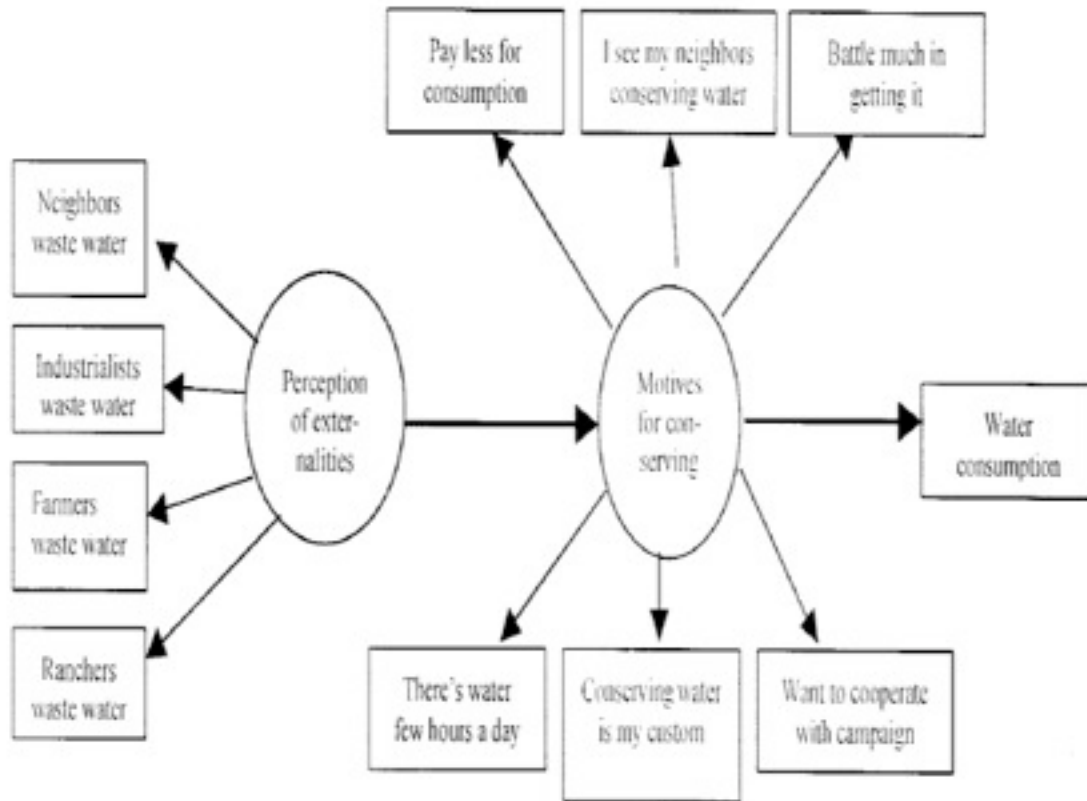 Pay less for
consumption
I see my neighbors
conserving water
Battle much in
getting it
Neighbors
waste water
Industrialists
waste water
Farmers
waste water
Ranchers
waste water
Perception
of exter-
nalities
Motives
for con-
serving
Water
consumption
There's water
few hours a day
Conserving water
is my custom
Want to cooperate
with campaign